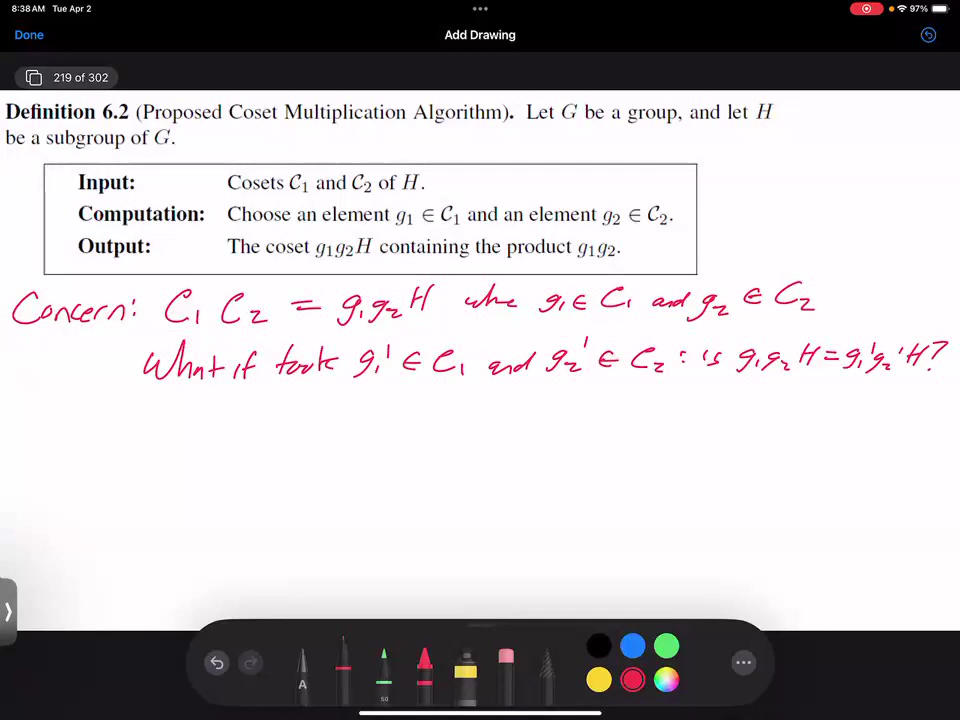 8:38 AM Tue Apr 2
97%
Done
Add Drawing
219 of 302
Definition 6.2 (Proposed Coset Multiplication Algorithm). Let G be a group, and let H
be a subgroup of G.
Input: Cosets C₁ and C₂ of H.
Computation: Choose an element g₁ ∈ C₁ and an element g₂ ∈ C₂.
Output: The coset g₁g₂H containing the product g₁g₂.
Concern: C₁ C₂ = g₁g₂H whe g₁ ∈ C₁ and g₂ ∈ C₂
What if took g₁' ∈ C₁ and g₂' ∈ C₂ : is g₁g₂H = g₁'g₂'H?
A
50